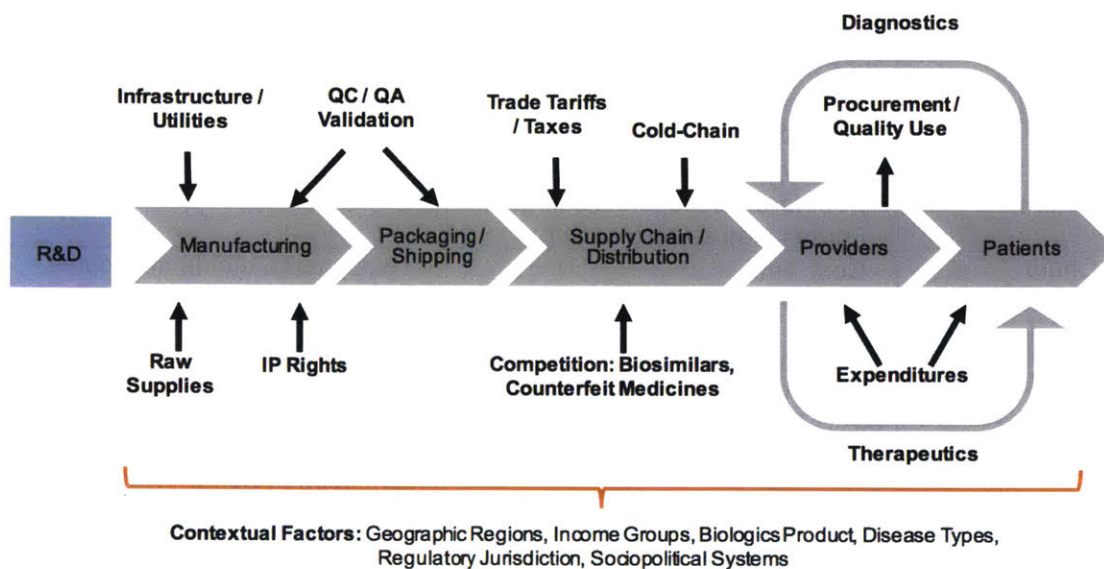 Diagnostics
Infrastructure /
Utilities
QC / QA
Validation
Trade Tariffs
/ Taxes
Cold-Chain
Procurement /
Quality Use
R&D
Manufacturing
Packaging/
Shipping
Supply Chain /
Distribution
Providers
Patients
Raw
Supplies
IP Rights
Competition: Biosimilars,
Counterfeit Medicines
Expenditures
Therapeutics
Contextual Factors: Geographic Regions, Income Groups, Biologics Product, Disease Types,
Regulatory Jurisdiction, Sociopolitical Systems